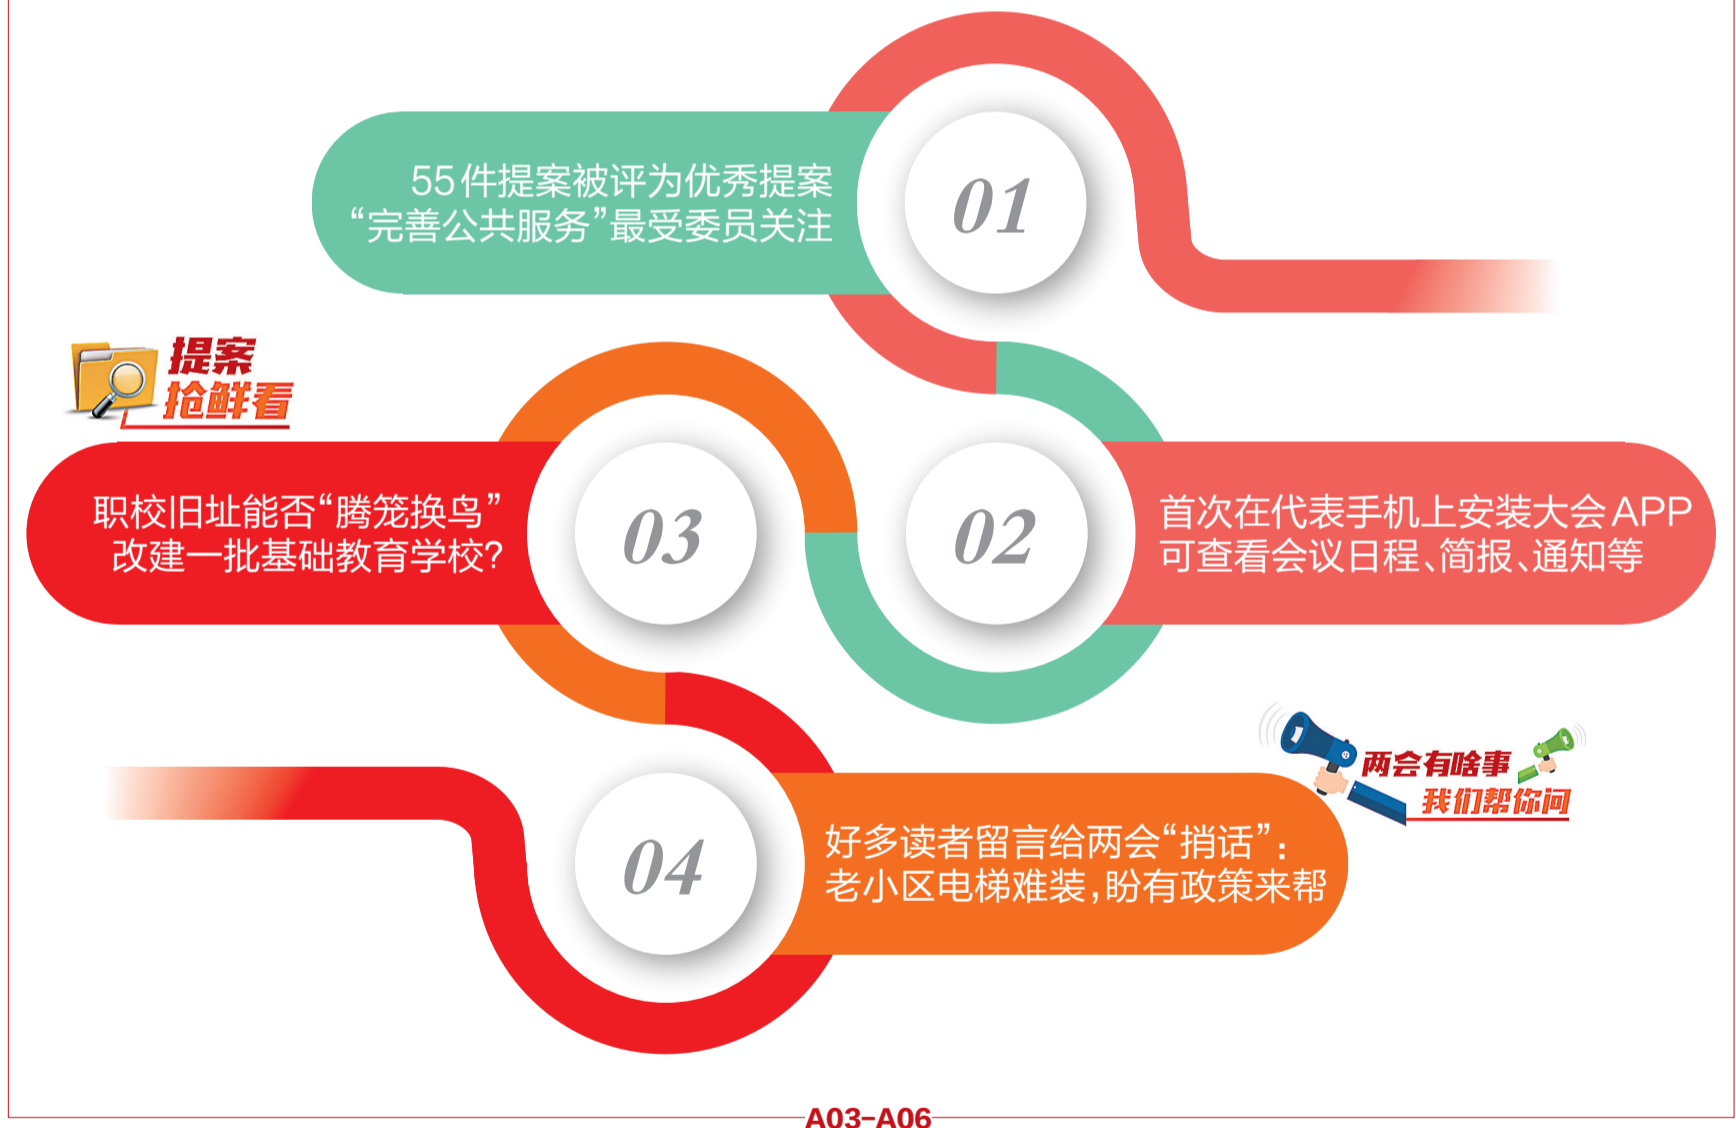 55件提案被评为优秀提案
“完善公共服务”最受委员关注
01
提案
抢鲜看
职校旧址能否“腾笼换鸟”
改建一批基础教育学校?
03
02
首次在代表手机上安装大会APP
可查看会议日程、简报、通知等
两会有啥事
我们帮你问
04
好多读者留言给两会“捎话”:
老小区电梯难装,盼有政策来帮
A03-A06